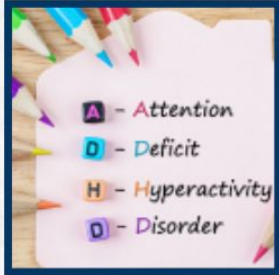 A - Attention
D - Deficit
H - Hyperactivity
D - Disorder